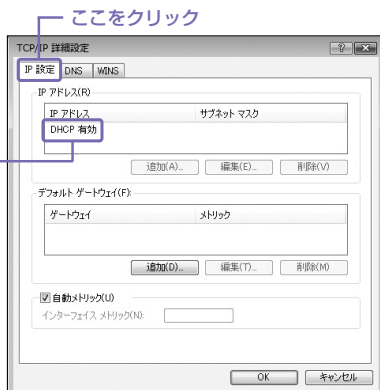 ここをクリック
TCP/IP 詳細設定
IP 設定 DNS WINS
IP アドレス(R)
IP アドレス サブネット マスク
DHCP 有効
追加(A)... 編集(E)... 削除(V)
デフォルト ゲートウェイ(F):
ゲートウェイ メトリック
追加(D)... 編集(T)... 削除(M)
自動メトリック(U)
インターフェイス メトリック(N):
OK キャンセル